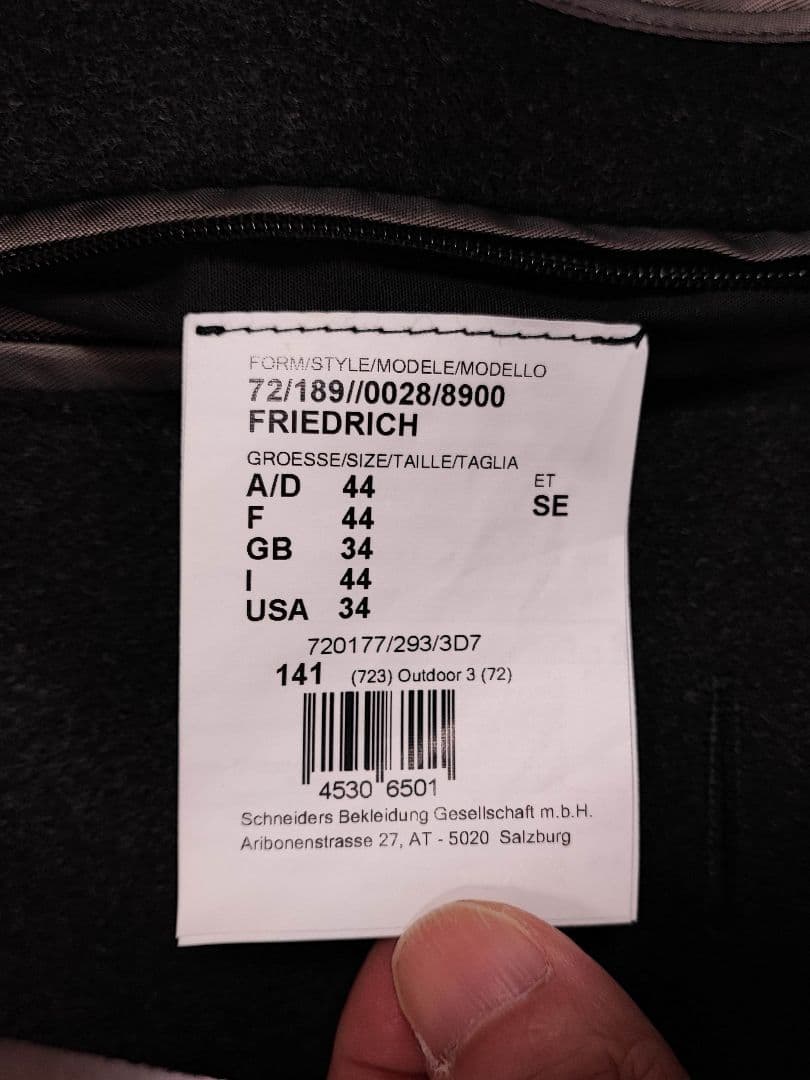 FORM/STYLE/MODELE/MODELLO
72/189//0028/8900
FRIEDRICH
GROESSE/SIZE/TAILLE/TAGLIA
A/D 44 ET
F 44 SE
GB 34
I 44
USA 34
720177/293/3D7
141 (723) Outdoor 3 (72)
4530 6501
Schneiders Bekleidung Gesellschaft m.b.H.
Aribonenstrasse 27, AT - 5020 Salzburg